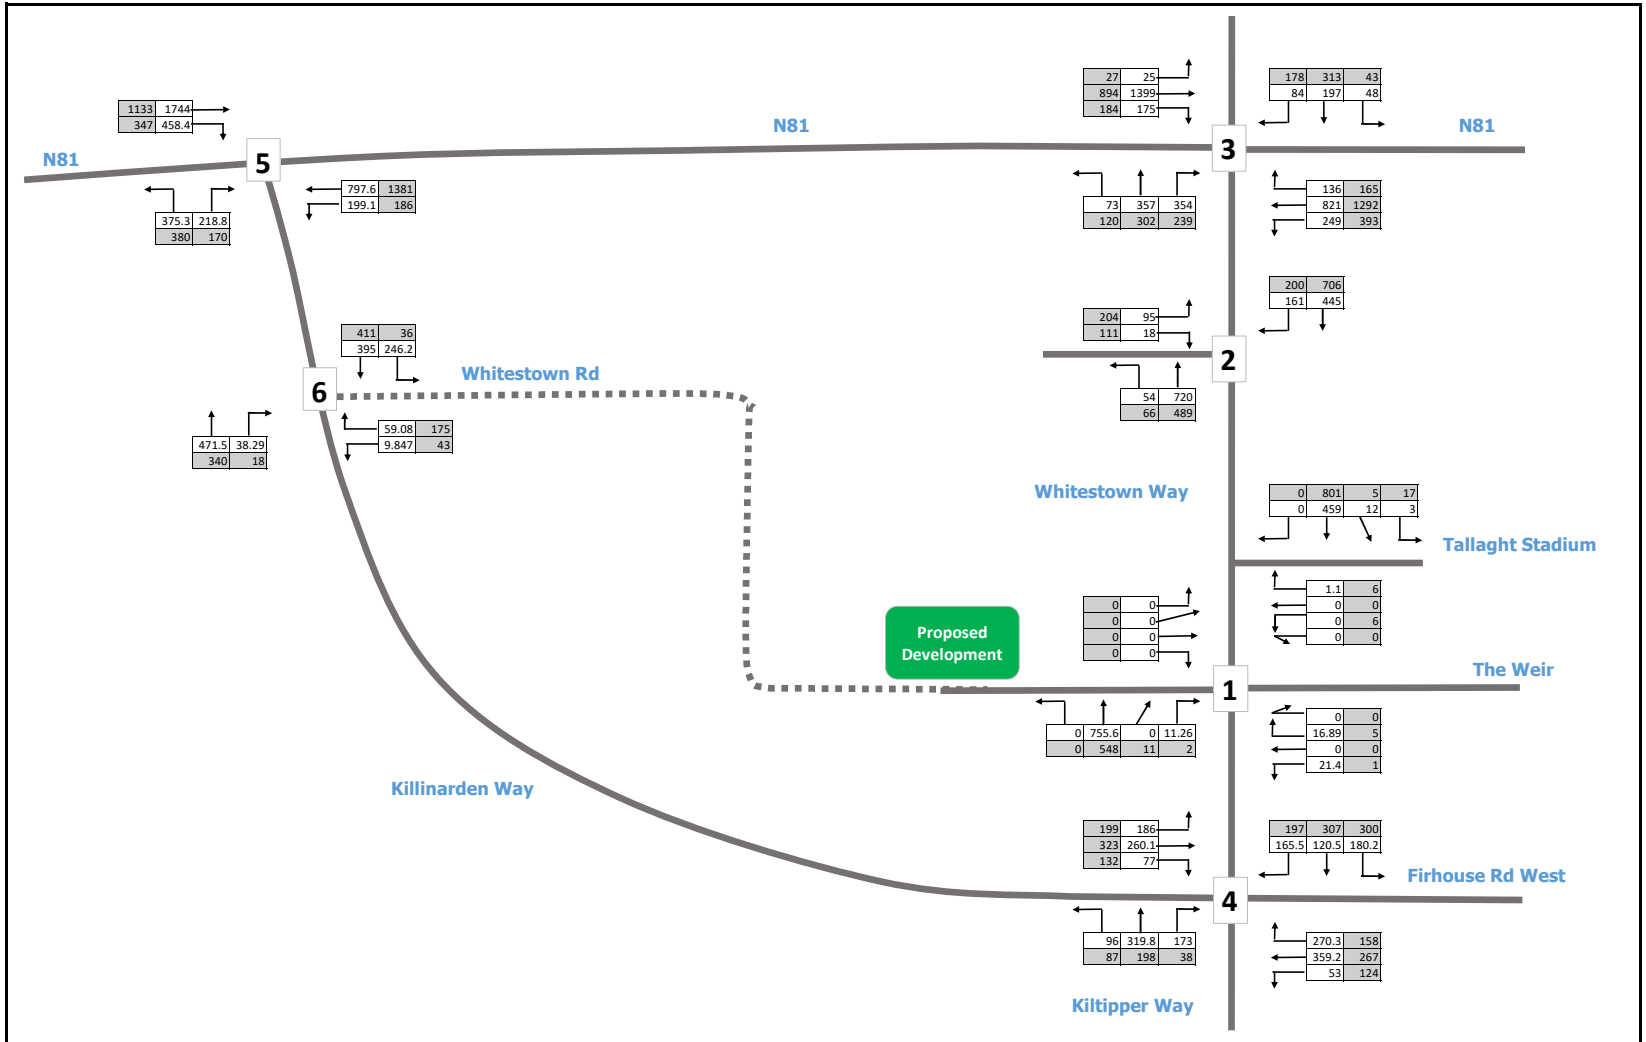 27 25
894 1399
184 175
178 313 43
84 197 48
1133 1744
347 458.4
N81
N81
N81
5
3
797.6 1381
199.1 186
375.3 218.8
380 170
73 357 354
120 302 239
136 165
821 1292
249 393
200 706
161 445
204 95
111 18
2
411 36
395 246.2
Whitestown Rd
6
54 720
66 489
59.08 175
9.847 43
471.5 38.29
340 18
Whitestown Way
0 801 5 17
0 459 12 3
Tallaght Stadium
1.1 6
0 0
0 6
0 0
0 0
0 0
0 0
0 0
Proposed
Development
The Weir
1
0 755.6 0 11.26
0 548 11 2
0 0
16.89 5
0 0
21.4 1
Killinarden Way
199 186
323 260.1
132 77
197 307 300
165.5 120.5 180.2
Firhouse Rd West
4
96 319.8 173
87 198 38
270.3 158
359.2 267
53 124
Kiltipper Way